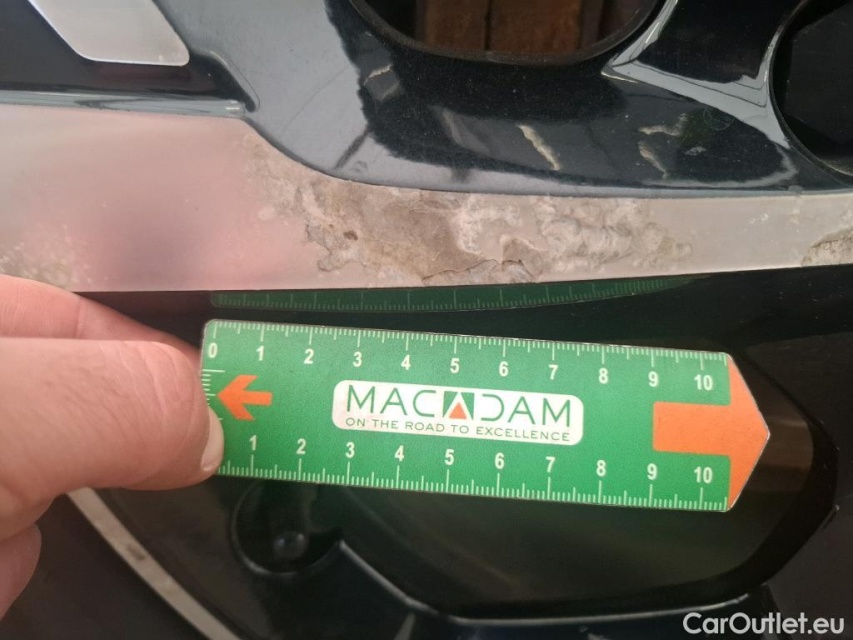 0 1 2 3 4 5 6 7 8 9 10
MACADAM
ON THE ROAD TO EXCELLENCE
1 2 3 4 5 6 7 8 9 10
CarOutlet.eu